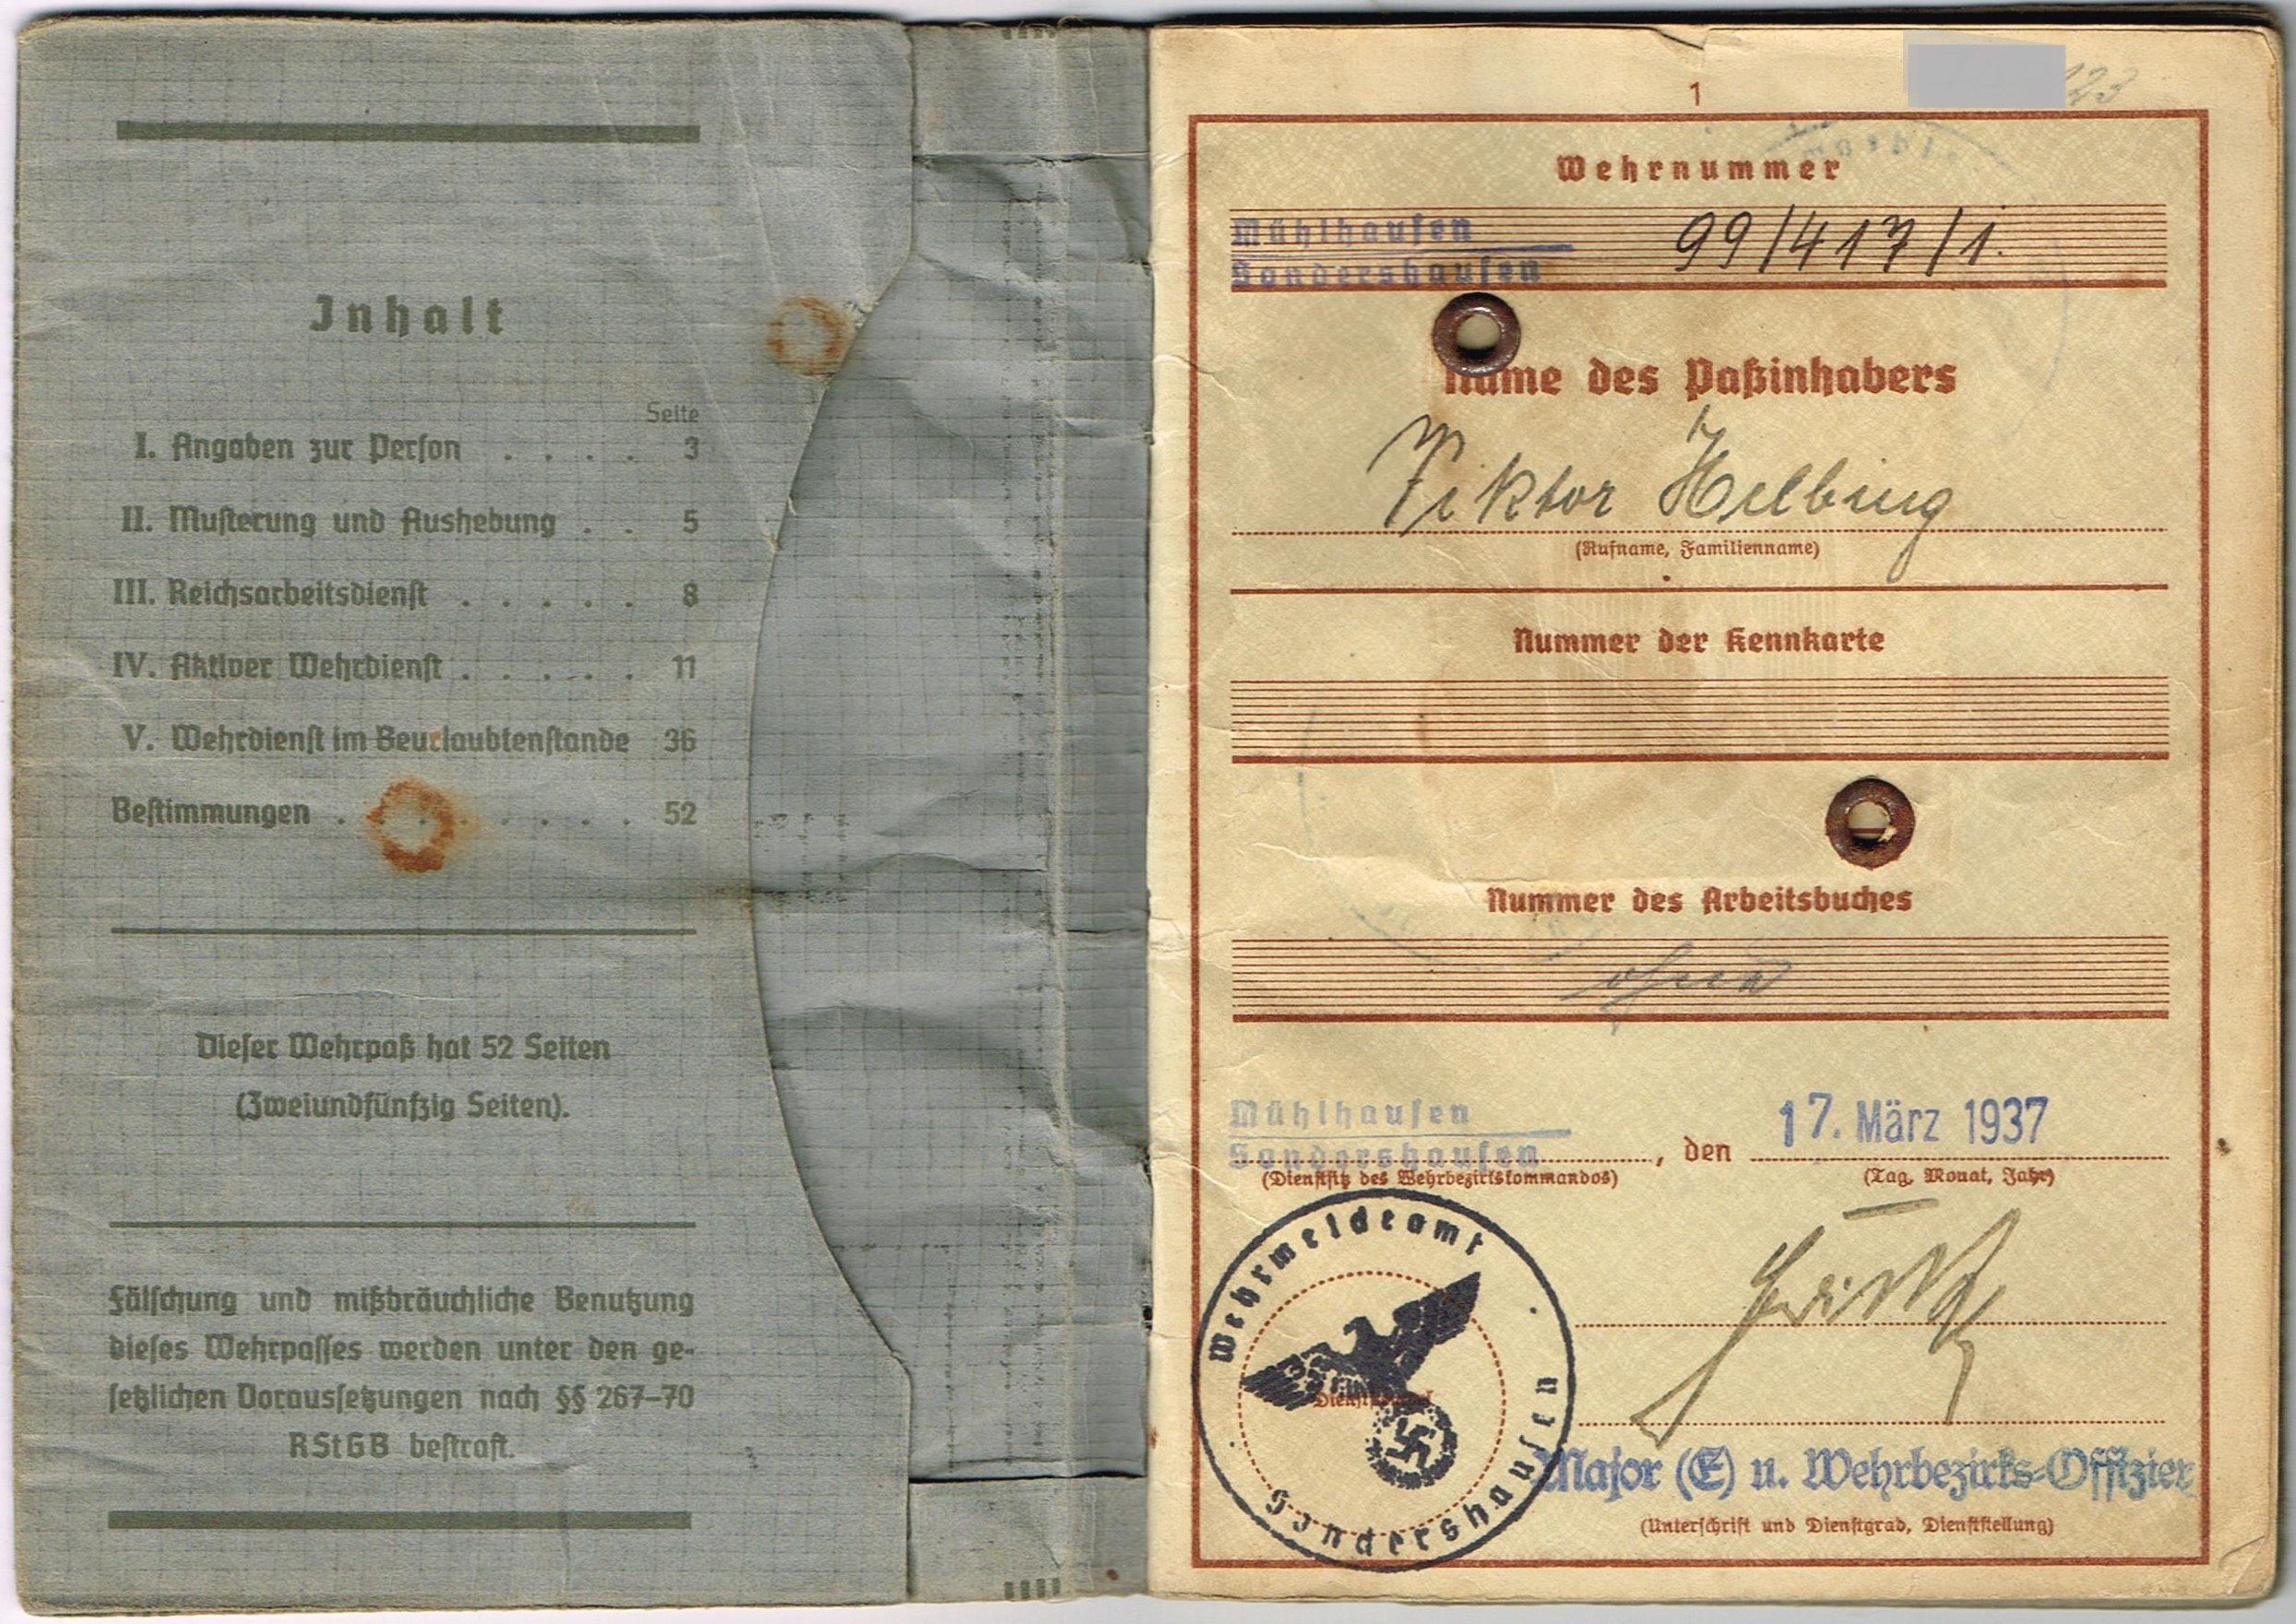 Inhalt
Seite
I. Angaben zur Person . . . . 3
II. Musterung und Aushebung . . 5
III. Reichsarbeitsdienst . . . . . 8
IV. Aktiver Wehrdienst . . . . . 11
V. Wehrdienst im Beurlaubtenstande 36
Bestimmungen . . . . . . 52
Dieser Wehrpaß hat 52 Seiten
(Zweiundfünfzig Seiten).
Fälschung und mißbräuchliche Benutzung
dieses Wehrpasses werden unter den ge-
setzlichen Voraussetzungen nach §§ 267–70
RStGB bestraft.
123
1
Wehrnummer
Mühlhausen
Sondershausen
99/417/1.
Name des Paßinhabers
Viktor Helbing
(Rufname, Familienname)
Nummer der Kennkarte
Nummer des Arbeitsbuches
Mühlhausen
Sondershausen, den 17. März 1937
(Dienstsitz des Wehrbezirkskommandos) (Tag, Monat, Jahr)
Wehrmeldeamt
Sondershausen
Major (E) u. Wehrbezirks-Offizier
(Unterschrift und Dienstgrad, Dienststellung)